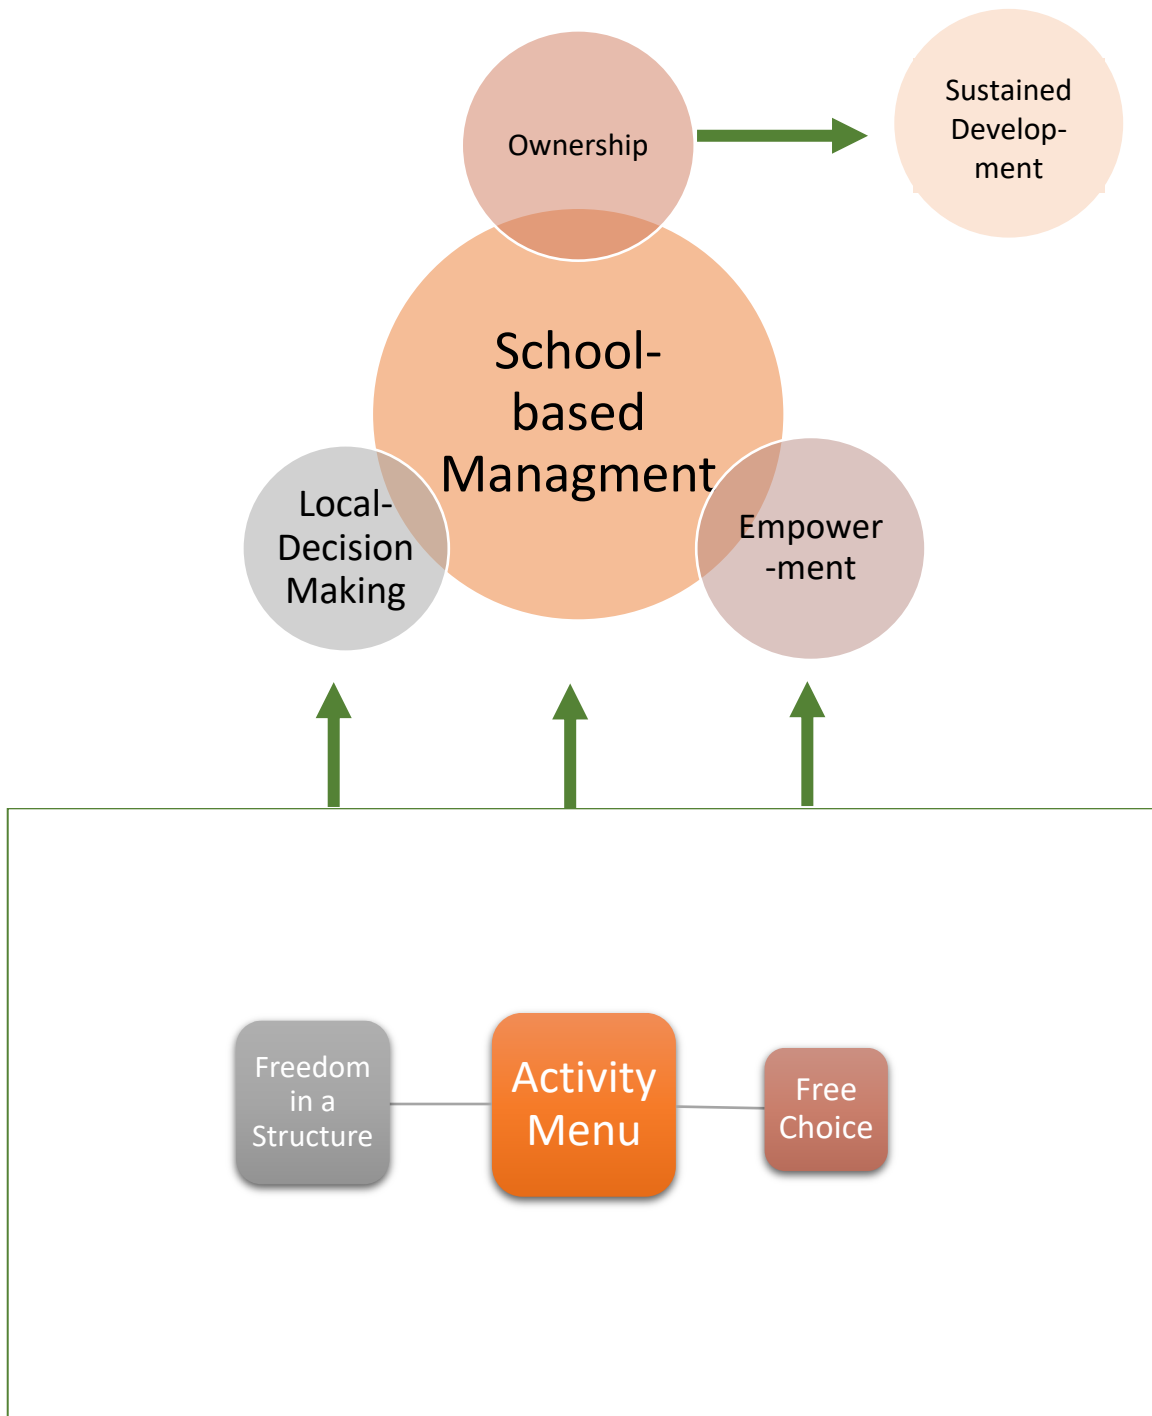 Ownership
Sustained
Develop-
ment
School-
based
Managment
Local-
Decision
Making
Empower
-ment
Freedom
in a
Structure
Activity
Menu
Free
Choice